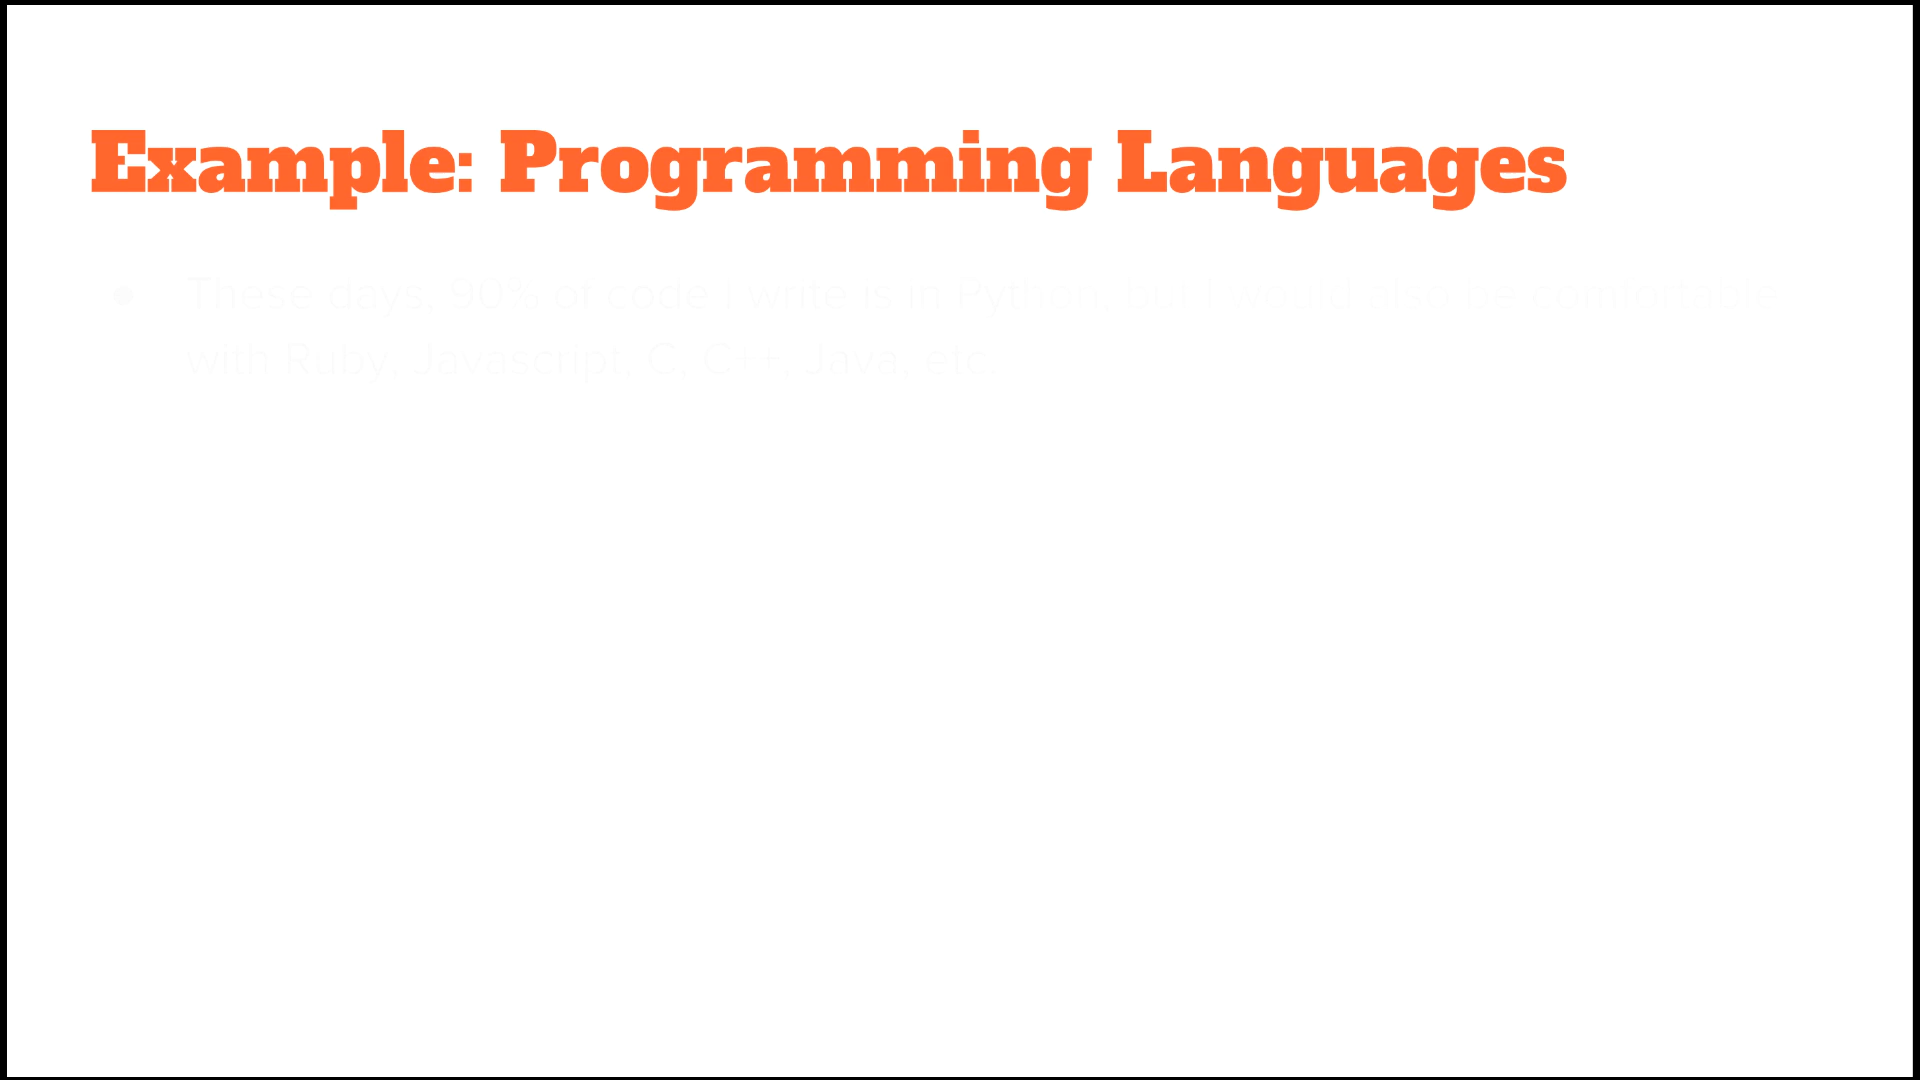 Example: Programming Languages
● These days, 90% of code I write is in Python, but I would also be comfortable
with Ruby, Javascript, C, C++, Java, etc.